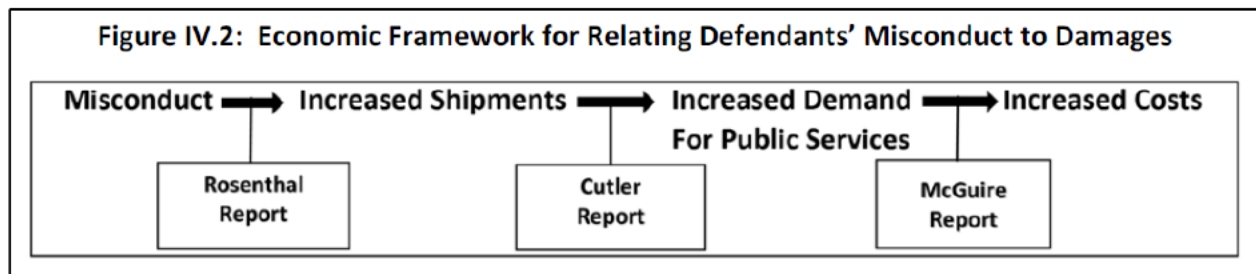 Figure IV.2: Economic Framework for Relating Defendants’ Misconduct to Damages
Misconduct Increased Shipments Increased Demand Increased Costs
For Public Services
Rosenthal Cutler McGuire
Report Report Report